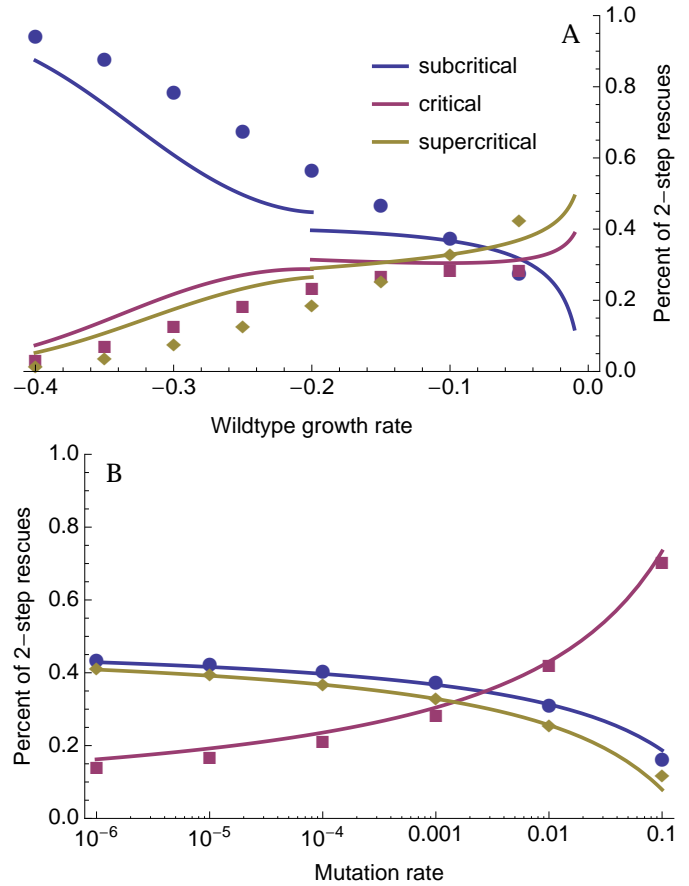 A
subcritical
critical
supercritical
1.0
0.8
0.6
0.4
0.2
0.0
Percent of 2−step rescues
−0.4 −0.3 −0.2 −0.1 0.0
Wildtype growth rate
B
1.0
0.8
0.6
0.4
0.2
0.0
Percent of 2−step rescues
10⁻⁶ 10⁻⁵ 10⁻⁴ 0.001 0.01 0.1
Mutation rate